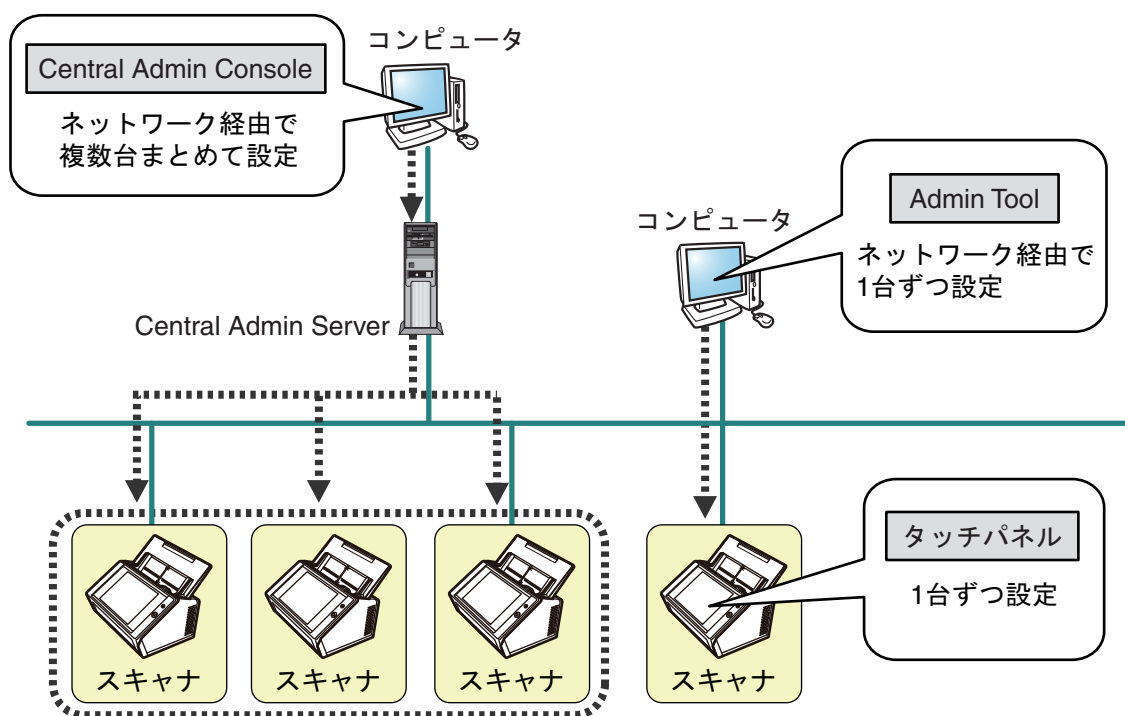 コンピュータ
Central Admin Console
ネットワーク経由で
複数台まとめて設定
コンピュータ
Admin Tool
ネットワーク経由で
1台ずつ設定
Central Admin Server
タッチパネル
1台ずつ設定
スキャナ
スキャナ
スキャナ
スキャナ